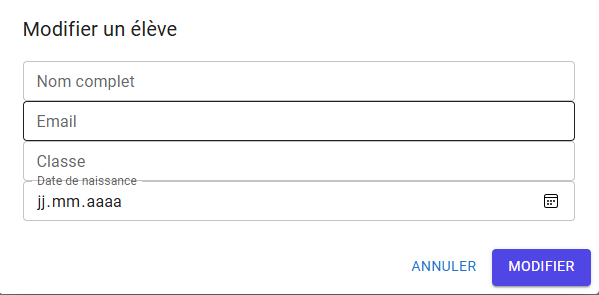 Modifier un élève
Nom complet
Email
Classe
Date de naissance
jj.mm.aaaa
ANNULER MODIFIER